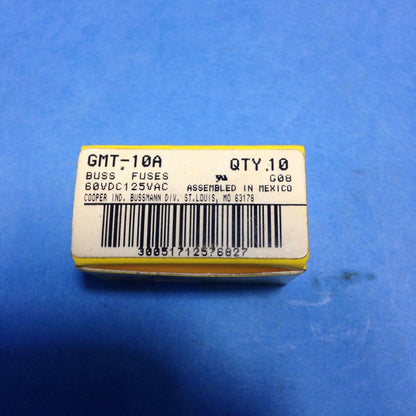 GMT-10A QTY.10
BUSS FUSES G08
60VDC125VAC ASSEMBLED IN MEXICO
COOPER IND. BUSSMANN DIV. ST.LOUIS, MO 63178
30051712576827